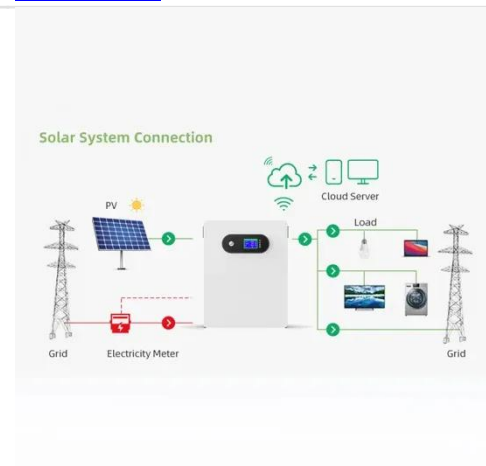 Solar System Connection
Cloud Server
PV
Load
Grid
Electricity Meter
Grid